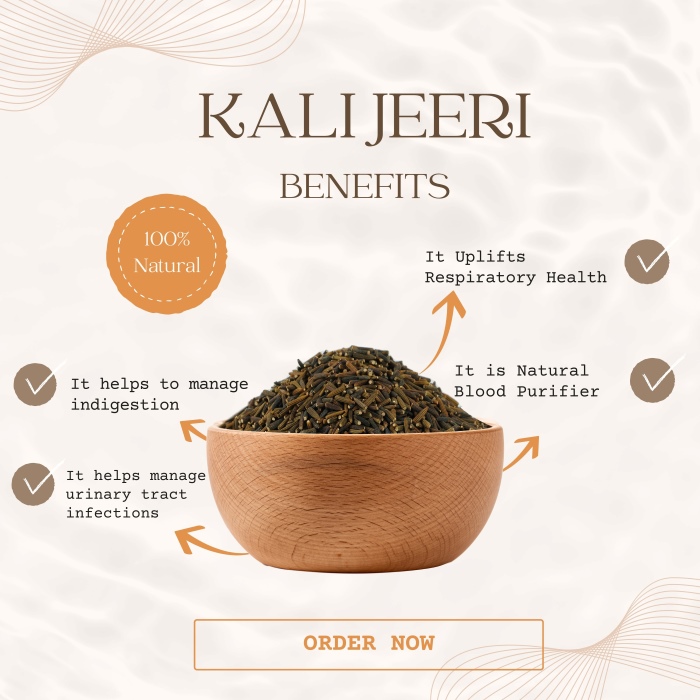 KALI JEERI
BENEFITS
100%
Natural
It Uplifts
Respiratory Health
It helps to manage
indigestion
It is Natural
Blood Purifier
It helps manage
urinary tract
infections
ORDER NOW